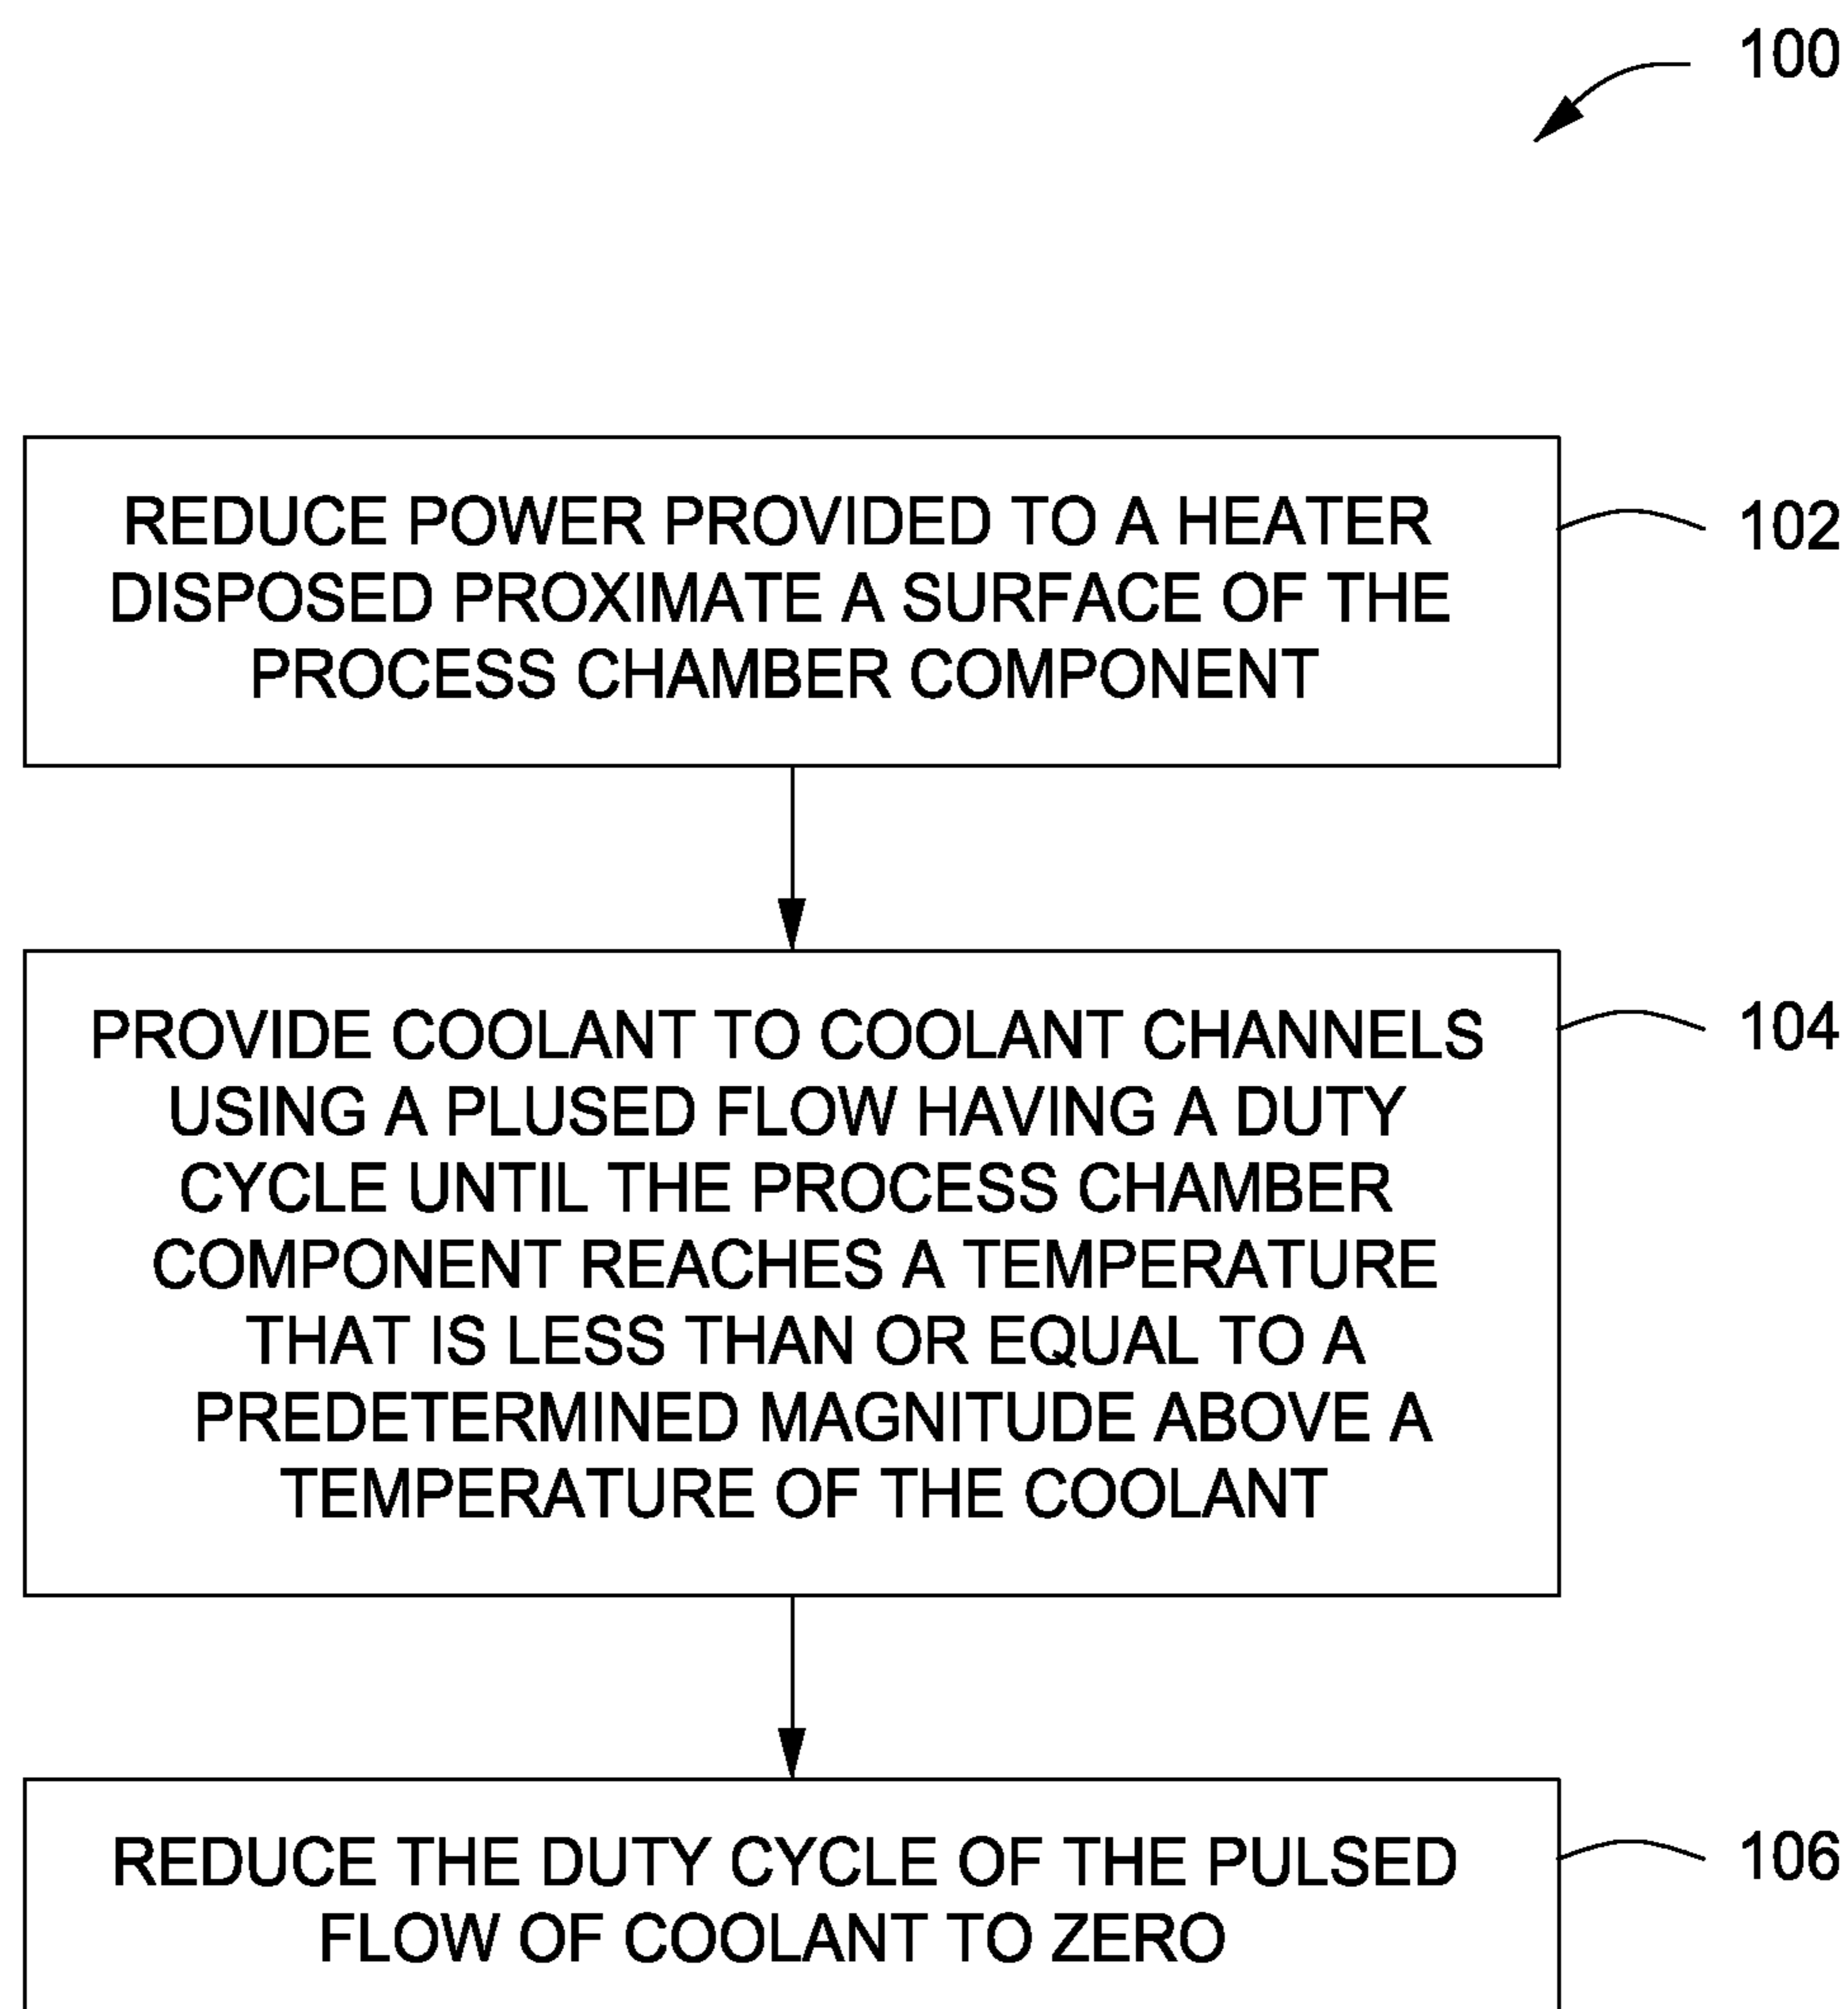 100
REDUCE POWER PROVIDED TO A HEATER
DISPOSED PROXIMATE A SURFACE OF THE
PROCESS CHAMBER COMPONENT
102
PROVIDE COOLANT TO COOLANT CHANNELS
USING A PLUSED FLOW HAVING A DUTY
CYCLE UNTIL THE PROCESS CHAMBER
COMPONENT REACHES A TEMPERATURE
THAT IS LESS THAN OR EQUAL TO A
PREDETERMINED MAGNITUDE ABOVE A
TEMPERATURE OF THE COOLANT
104
REDUCE THE DUTY CYCLE OF THE PULSED
FLOW OF COOLANT TO ZERO
106